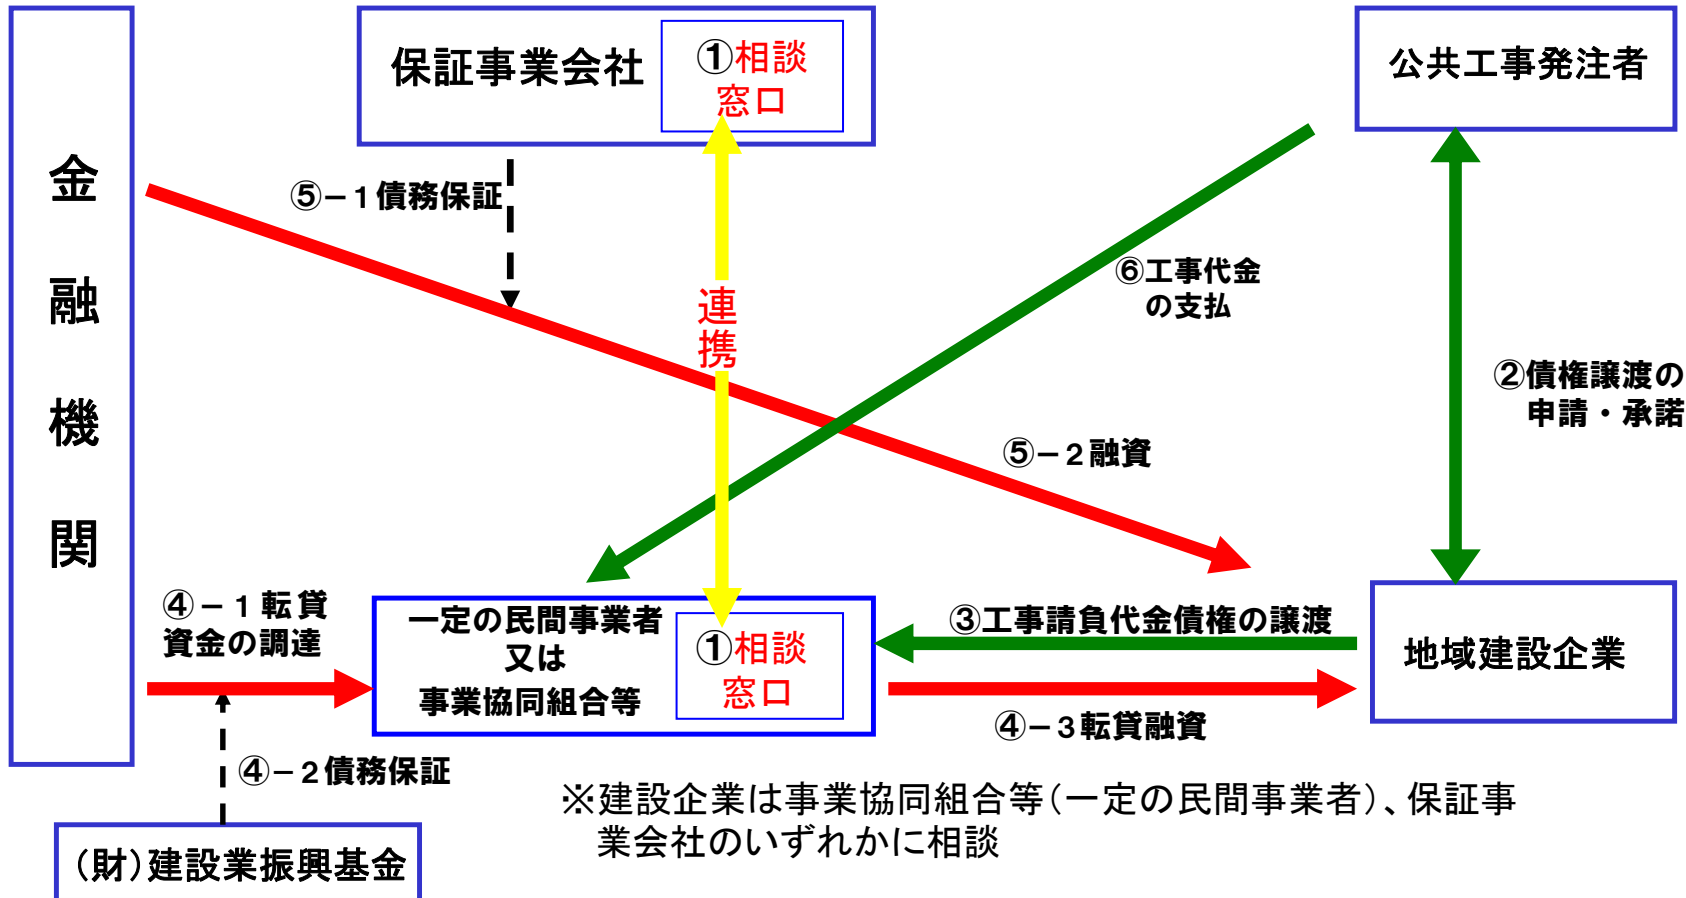 金
融
機
関
保証事業会社
①相談
窓口
公共工事発注者
⑤－1債務保証
⑥工事代金
の支払
連
携
②債権譲渡の
申請・承諾
⑤－2融資
④－1転貸
資金の調達
一定の民間事業者
又は
事業協同組合等
①相談
窓口
③工事請負代金債権の譲渡
地域建設企業
④－3転貸融資
④－2債務保証
※建設企業は事業協同組合等（一定の民間事業者）、保証事
業会社のいずれかに相談
（財）建設業振興基金